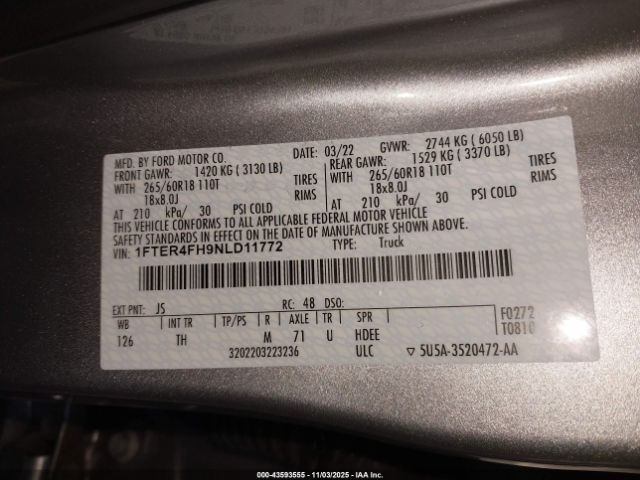 MFD. BY FORD MOTOR CO.
DATE: 03/22 GVWR: 2744 KG ( 6050 LB)
FRONT GAWR: 1420 KG ( 3130 LB) REAR GAWR: 1529 KG ( 3370 LB)
WITH 265/60R18 110T TIRES WITH 265/60R18 110T TIRES
18x8.0J RIMS 18x8.0J RIMS
AT 210 kPa/ 30 PSI COLD AT 210 kPa/ 30 PSI COLD
THIS VEHICLE CONFORMS TO ALL APPLICABLE FEDERAL MOTOR VEHICLE
SAFETY STANDARDS IN EFFECT ON THE DATE OF MANUFACTURE SHOWN ABOVE.
VIN: 1FTER4FH9NLD11772 TYPE: Truck
EXT PNT: JS RC: 48 DSO: F0272
WB INT TR TP/PS R AXLE TR SPR T0810
126 TH M 71 U HDEE
3202203223236 ULC ▽ 5U5A-3520472-AA
000-43593555 - 11/03/2025 - IAA Inc.